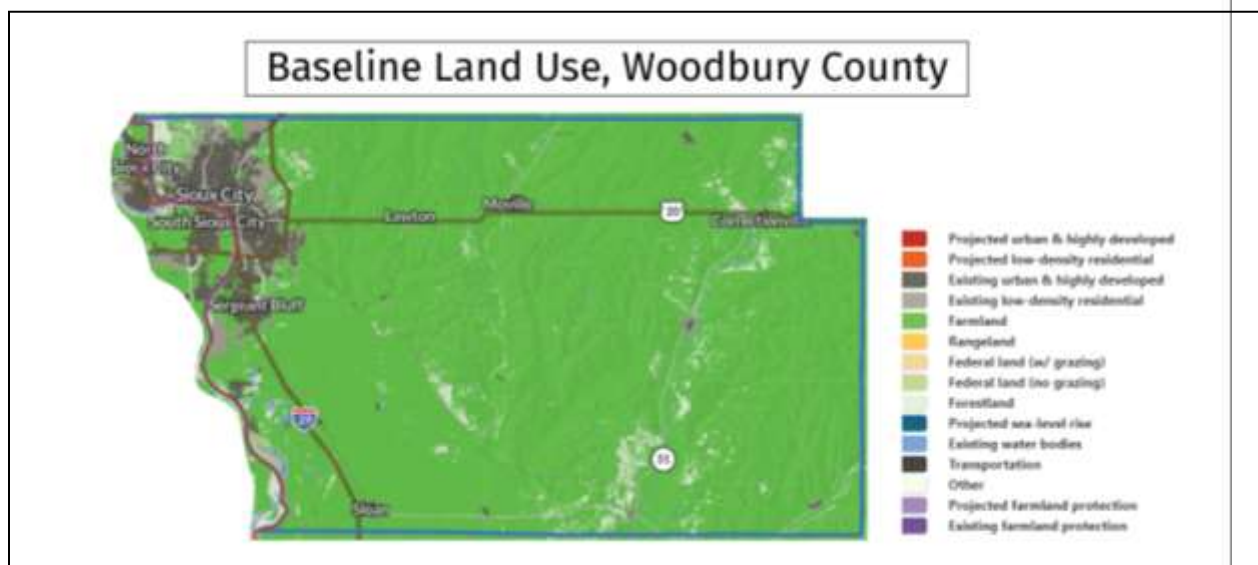 Baseline Land Use, Woodbury County
North
Sioux City
Sioux City
South Sioux City
Lawton
Moville
20
Sergeant Bluff
Sloan
Projected urban & highly developed
Projected low-density residential
Existing urban & highly developed
Existing low-density residential
Farmland
Rangeland
Federal land (w/ grazing)
Federal land (no grazing)
Forestland
Projected sea-level rise
Existing water bodies
Transportation
Other
Projected farmland protection
Existing farmland protection